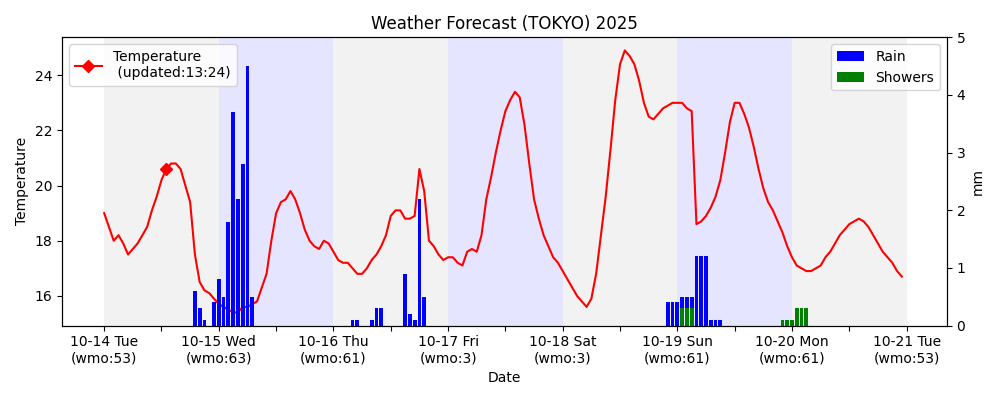 Weather Forecast (TOKYO) 2025
Temperature
(updated:13:24)
Rain
Showers
Temperature
24
22
20
18
16
5
4
3
2
1
0
mm
10-14 Tue
(wmo:53)
10-15 Wed
(wmo:63)
10-16 Thu
(wmo:61)
10-17 Fri
(wmo:3)
10-18 Sat
(wmo:3)
10-19 Sun
(wmo:61)
10-20 Mon
(wmo:61)
10-21 Tue
(wmo:53)
Date